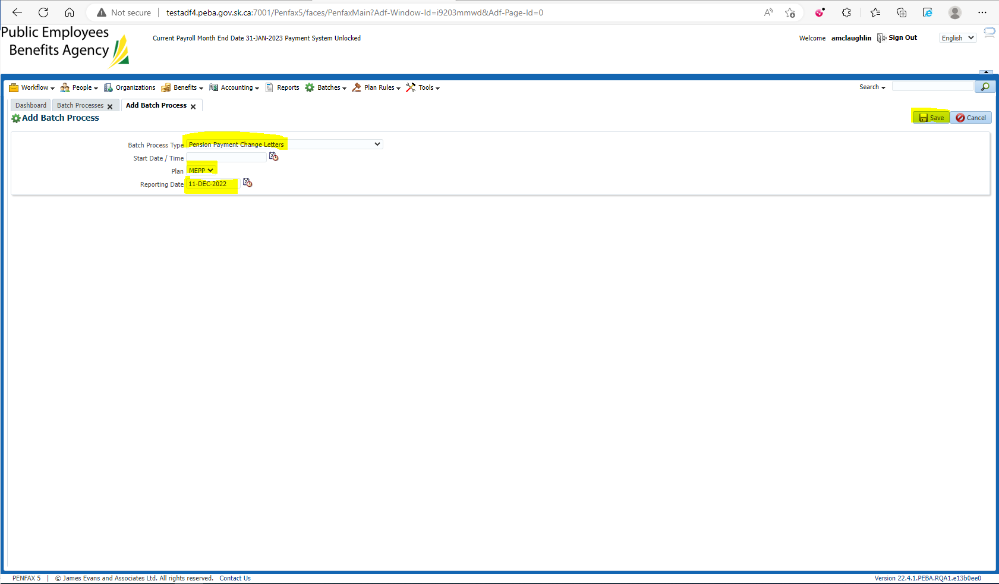 Not secure | testadf4.peba.gov.sk.ca:7001/Penfax5/faces/PenfaxMain?Adf-Window-Id=i9203mmwd&Adf-Page-Id=0
Public Employees
Benefits Agency
Current Payroll Month End Date 31-JAN-2023 Payment System Unlocked
Welcome amclaughlin Sign Out English
Workflow People Organizations Benefits Accounting Reports Batches Plan Rules Tools Search
Dashboard Batch Processes Add Batch Process
Add Batch Process Save Cancel
Batch Process Type Pension Payment Change Letters
Start Date / Time
Plan MEPP
Reporting Date 11-DEC-2022
PENFAX 5 | © James Evans and Associates Ltd. All rights reserved. Contact Us Version 22.4.1.PEBA.RQA1.e13b0ee0